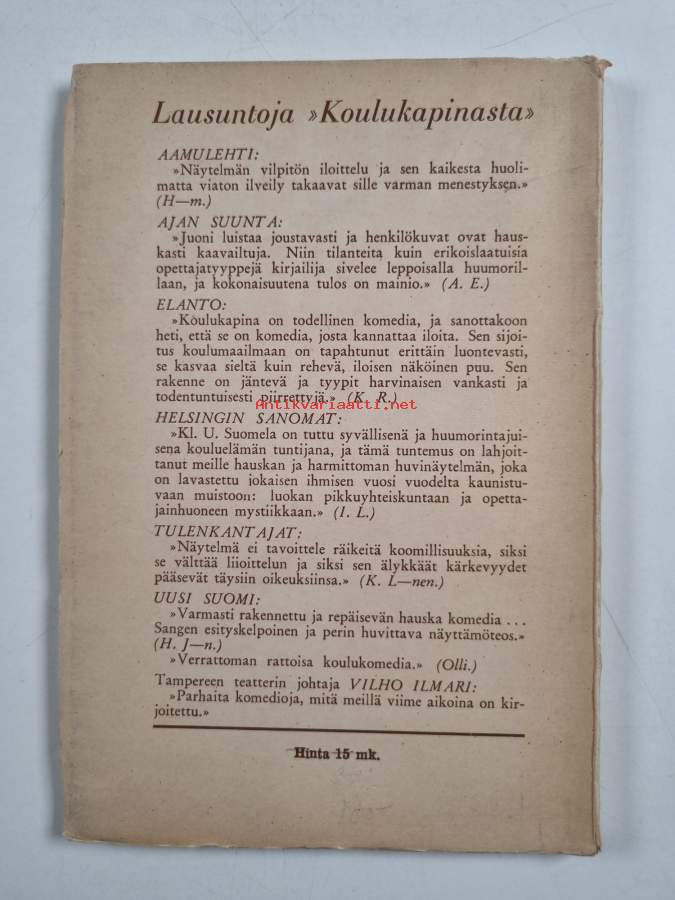 Lausuntoja »Koulukapinasta»
AAMULEHTI:
»Näytelmän vilpitön iloittelu ja sen kaikesta huoli-
matta viaton ilveily takaavat sille varman menestyksen.»
(H—m.)
AJAN SUUNTA:
»Juoni luistaa joustavasti ja henkilökuvat ovat haus-
kasti kaavailtuja. Niin tilanteita kuin erikoislaatuisia
opettajatyyppejä kirjailija sivelee leppoisalla huumoril-
laan, ja kokonaisuutena tulos on mainio.» (A. E.)
ELANTO:
»Koulukapina on todellinen komedia, ja sanottakoon
heti, että se on komedia, josta kannattaa iloita. Sen sijoi-
tus koulumaailmaan on tapahtunut erittäin luontevasti,
se kasvaa sieltä kuin rehevä, iloisen näköinen puu. Sen
rakenne on jäntevä ja tyypit harvinaisen vankasti ja
todentuntuisesti piirrettyjä.» (K. R.)
Antikvariaatti.net
HELSINGIN SANOMAT:
»Kl. U. Suomela on tuttu syvällisenä ja huumorintajui-
sena kouluelämän tuntijana, ja tämä tuntemus on lahjoit-
tanut meille hauskan ja harmittoman huvinäytelmän, joka
on lavastettu jokaisen ihmisen vuosi vuodelta kaunistu-
vaan muistoon: luokan pikkuyhteiskuntaan ja opetta-
jainhuoneen mystiikkaan.» (I. L.)
TULENKANTAJAT:
»Näytelmä ei tavoittele räikeitä koomillisuuksia, siksi
se välttää liioittelun ja siksi sen älykkäät kärkevyydet
pääsevät täysiin oikeuksiinsa.» (K. L—nen.)
UUSI SUOMI:
»Varmasti rakennettu ja repäisevän hauska komedia ...
Sangen esityskelpoinen ja perin huvittava näyttämöteos.»
(H. J—n.)
»Verrattoman rattoisa koulukomedia.» (Olli.)
Tampereen teatterin johtaja VILHO ILMARI:
»Parhaita komedioja, mitä meillä viime aikoina on kir-
joitettu.»
Hinta 15 mk.